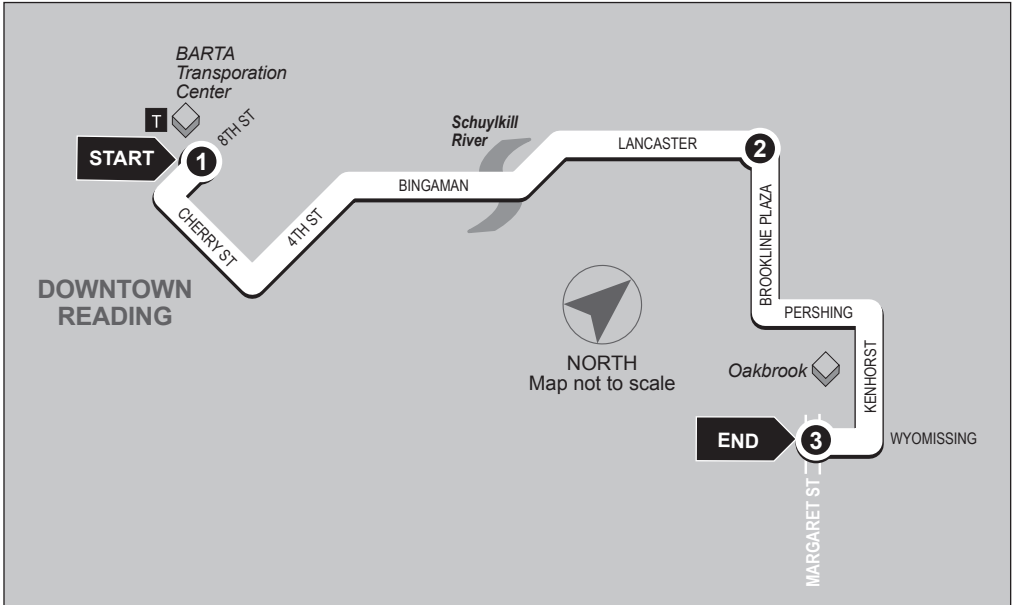 BARTA
Transporation
Center
T
8TH ST
START
1
CHERRY ST
4TH ST
DOWNTOWN
READING
BINGAMAN
Schuylkill
River
LANCASTER
2
BROOKLINE PLAZA
PERSHING
NORTH
Map not to scale
Oakbrook
KENHORST
END
3
WYOMISSING
MARGARET ST